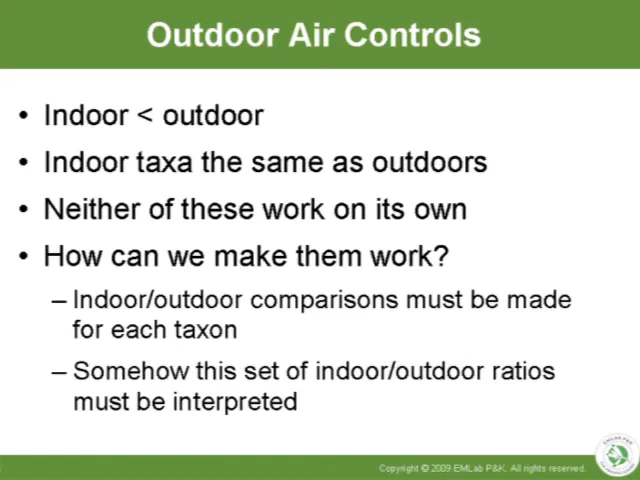 Outdoor Air Controls
• Indoor < outdoor
• Indoor taxa the same as outdoors
• Neither of these work on its own
• How can we make them work?
– Indoor/outdoor comparisons must be made
for each taxon
– Somehow this set of indoor/outdoor ratios
must be interpreted
Copyright © 2009 EMLab P&K. All rights reserved.
EMLAB P&K